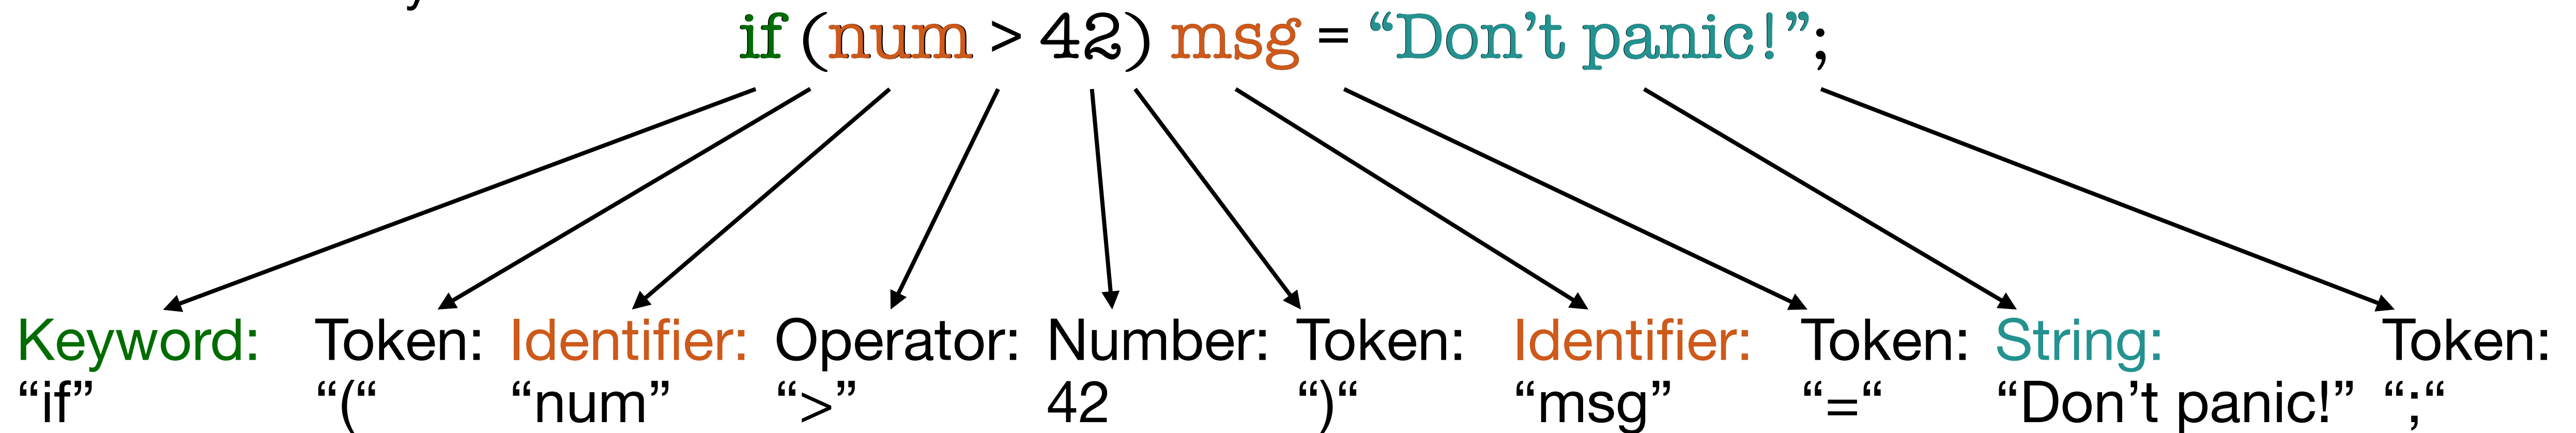 if (num > 42) msg = “Don’t panic!”;
Keyword: Token: Identifier: Operator: Number: Token: Identifier: Token: String: Token:
“if” “(“ “num” “>” 42 “)“ “msg” “=“ “Don’t panic!” “;“